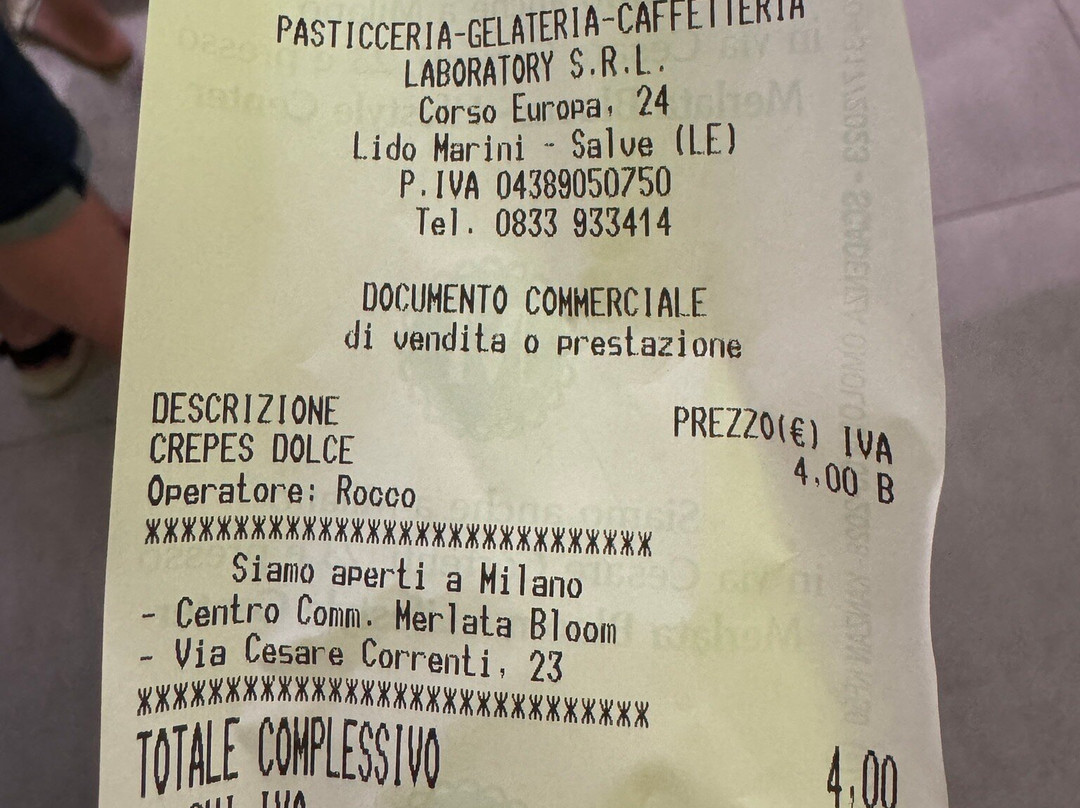 PASTICCERIA-GELATERIA-CAFFETTERIA
LABORATORY S.R.L.
Corso Europa, 24
Lido Marini - Salve (LE)
P.IVA 04389050750
Tel. 0833 933414
DOCUMENTO COMMERCIALE
di vendita o prestazione
DESCRIZIONE PREZZO(€) IVA
CREPES DOLCE 4,00 B
Operatore: Rocco
***********************************
Siamo aperti a Milano
- Centro Comm. Merlata Bloom
- Via Cesare Correnti, 23
***********************************
TOTALE COMPLESSIVO 4,00
IVA